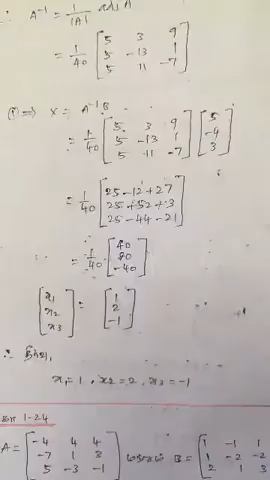 A⁻¹ = 1/|A| adj A
= 1/40 [5 3 9; 5 -13 1; 5 11 -7]
(1) ⟹ X = A⁻¹B
= 1/40 [5 3 9; 5 -13 1; 5 11 -7] [5; -4; 3]
= 1/40 [25-12+27; 25+52+3; 25-44-21]
= 1/40 [40; 80; -40]
[x₁; x₂; x₃] = [1; 2; -1]
∴ தீர்வு,
x₁=1, x₂=2, x₃=-1
1-24
A = [-4 4 4; -7 1 3; 5 -3 -1] மற்றும் B = [1 -1 1; 1 -2 -2; 2 1 3